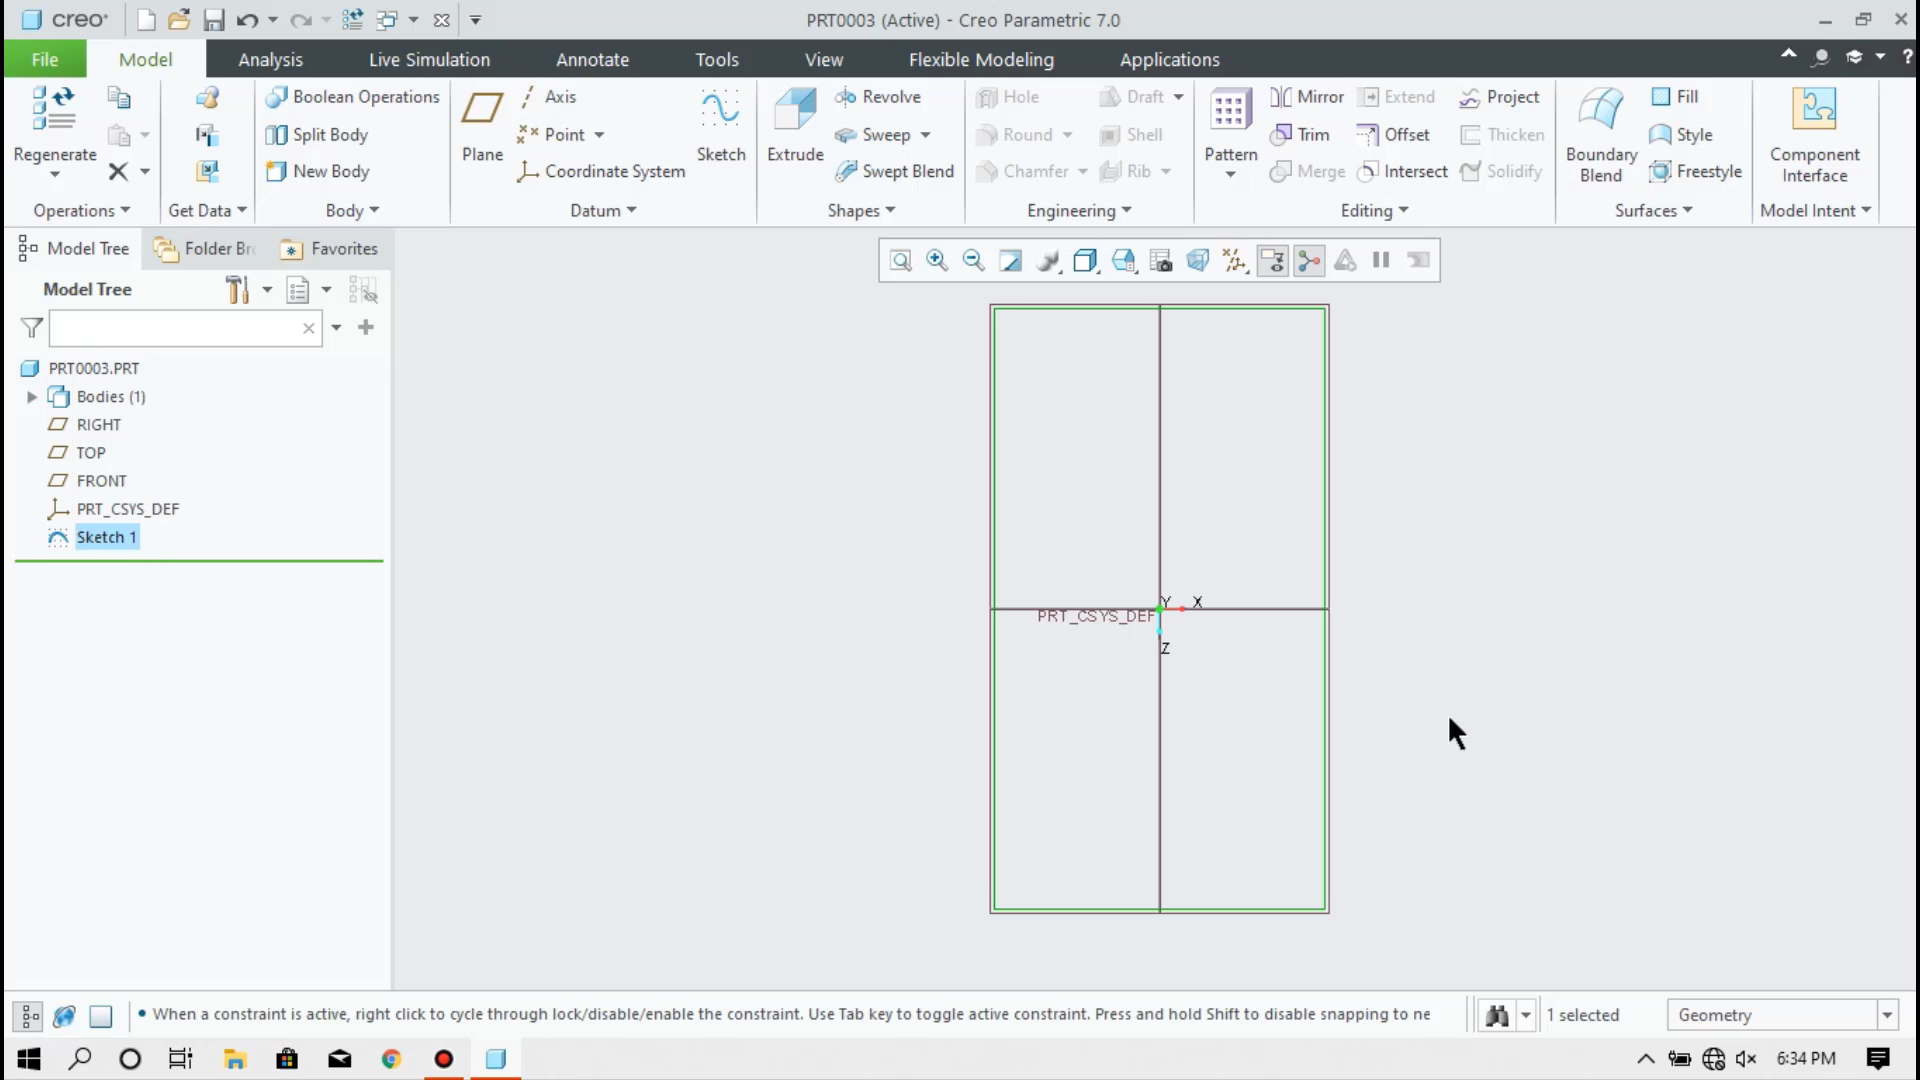 creo®
PRT0003 (Active) - Creo Parametric 7.0
File
Model
Analysis
Live Simulation
Annotate
Tools
View
Flexible Modeling
Applications
?
Regenerate
Operations
Get Data
Boolean Operations
Split Body
New Body
Body
Plane
Axis
Point
Coordinate System
Sketch
Datum
Extrude
Revolve
Sweep
Swept Blend
Shapes
Hole
Draft
Round
Shell
Chamfer
Rib
Engineering
Pattern
Mirror
Extend
Project
Trim
Offset
Thicken
Merge
Intersect
Solidify
Editing
Boundary
Blend
Fill
Style
Freestyle
Surfaces
Component
Interface
Model Intent
Model Tree
Folder Br
Favorites
Model Tree
PRT0003.PRT
Bodies (1)
RIGHT
TOP
FRONT
PRT_CSYS_DEF
Sketch 1
Y
X
PRT_CSYS_DEF
Z
• When a constraint is active, right click to cycle through lock/disable/enable the constraint. Use Tab key to toggle active constraint. Press and hold Shift to disable snapping to ne
1 selected
Geometry
6:34 PM